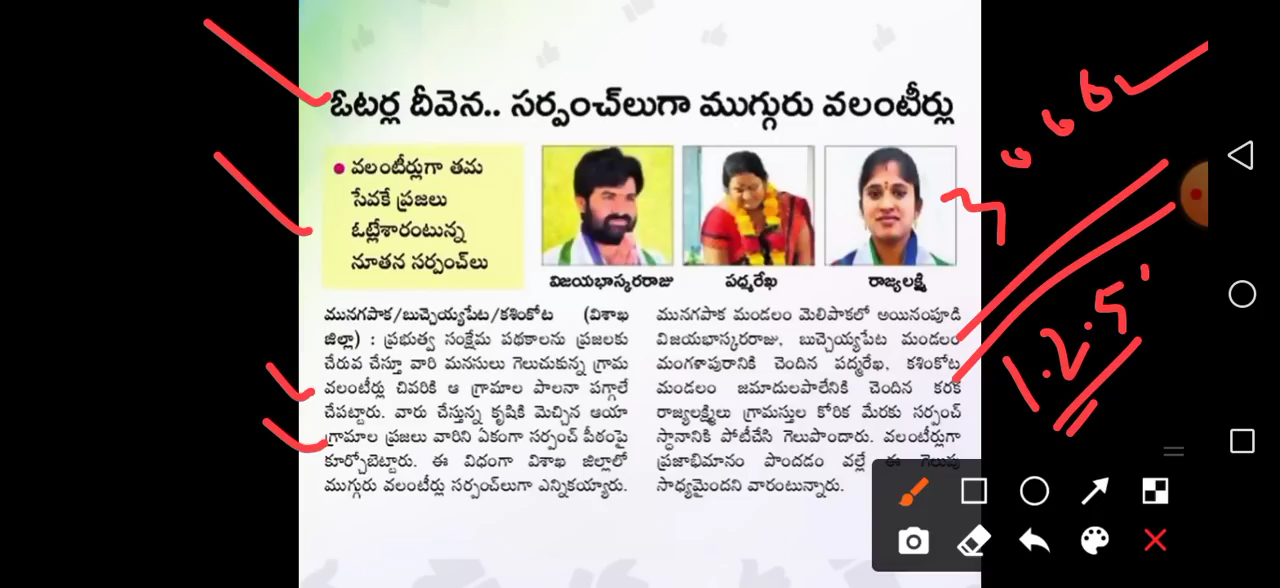 ఓటర్ల దీవెన.. సర్పంచ్‌లుగా ముగ్గురు వలంటీర్లు
● వలంటీర్లుగా తమ
సేవకే ప్రజలు
ఓట్లేశారంటున్న
నూతన సర్పంచ్‌లు
విజయభాస్కరరాజు
పద్మరేఖ
రాజ్యలక్ష్మి
మునగపాక/బుచ్చెయ్యపేట/కశింకోట (విశాఖ
జిల్లా) : ప్రభుత్వ సంక్షేమ పథకాలను ప్రజలకు
చేరువ చేస్తూ వారి మనసులు గెలుచుకున్న గ్రామ
వలంటీర్లు చివరికి ఆ గ్రామాల పాలనా పగ్గాలే
చేపట్టారు. వారు చేస్తున్న కృషికి మెచ్చిన ఆయా
గ్రామాల ప్రజలు వారిని ఏకంగా సర్పంచ్ పీఠంపై
కూర్చోబెట్టారు. ఈ విధంగా విశాఖ జిల్లాలో
ముగ్గురు వలంటీర్లు సర్పంచ్‌లుగా ఎన్నికయ్యారు.
మునగపాక మండలం మెలిపాకలో అయినంపూడి
విజయభాస్కరరాజు, బుచ్చెయ్యపేట మండలం
మంగళాపురానికి చెందిన పద్మరేఖ, కశింకోట
మండలం జమాదులపాలేనికి చెందిన కరక
రాజ్యలక్ష్మిలు గ్రామస్తుల కోరిక మేరకు సర్పంచ్
స్థానానికి పోటీచేసి గెలుపొందారు. వలంటీర్లుగా
ప్రజాభిమానం పొందడం వల్లే ఈ గెలుపు
సాధ్యమైందని వారంటున్నారు.
1.2.5